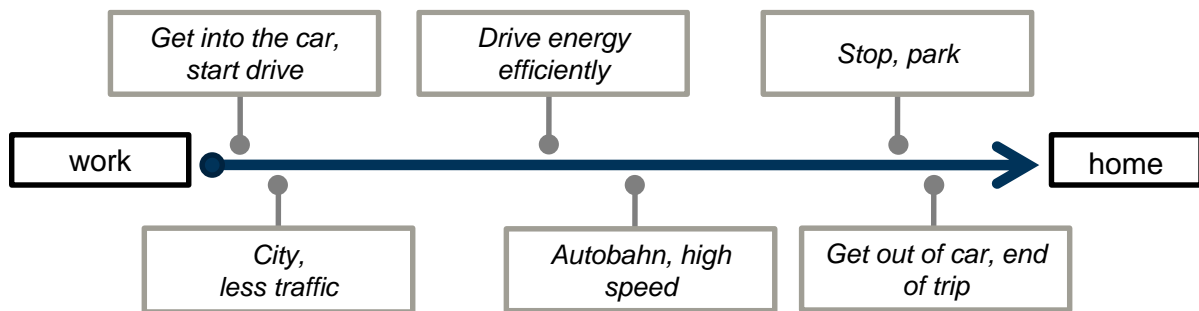 Get into the car,
start drive
Drive energy
efficiently
Stop, park
work
home
City,
less traffic
Autobahn, high
speed
Get out of car, end
of trip